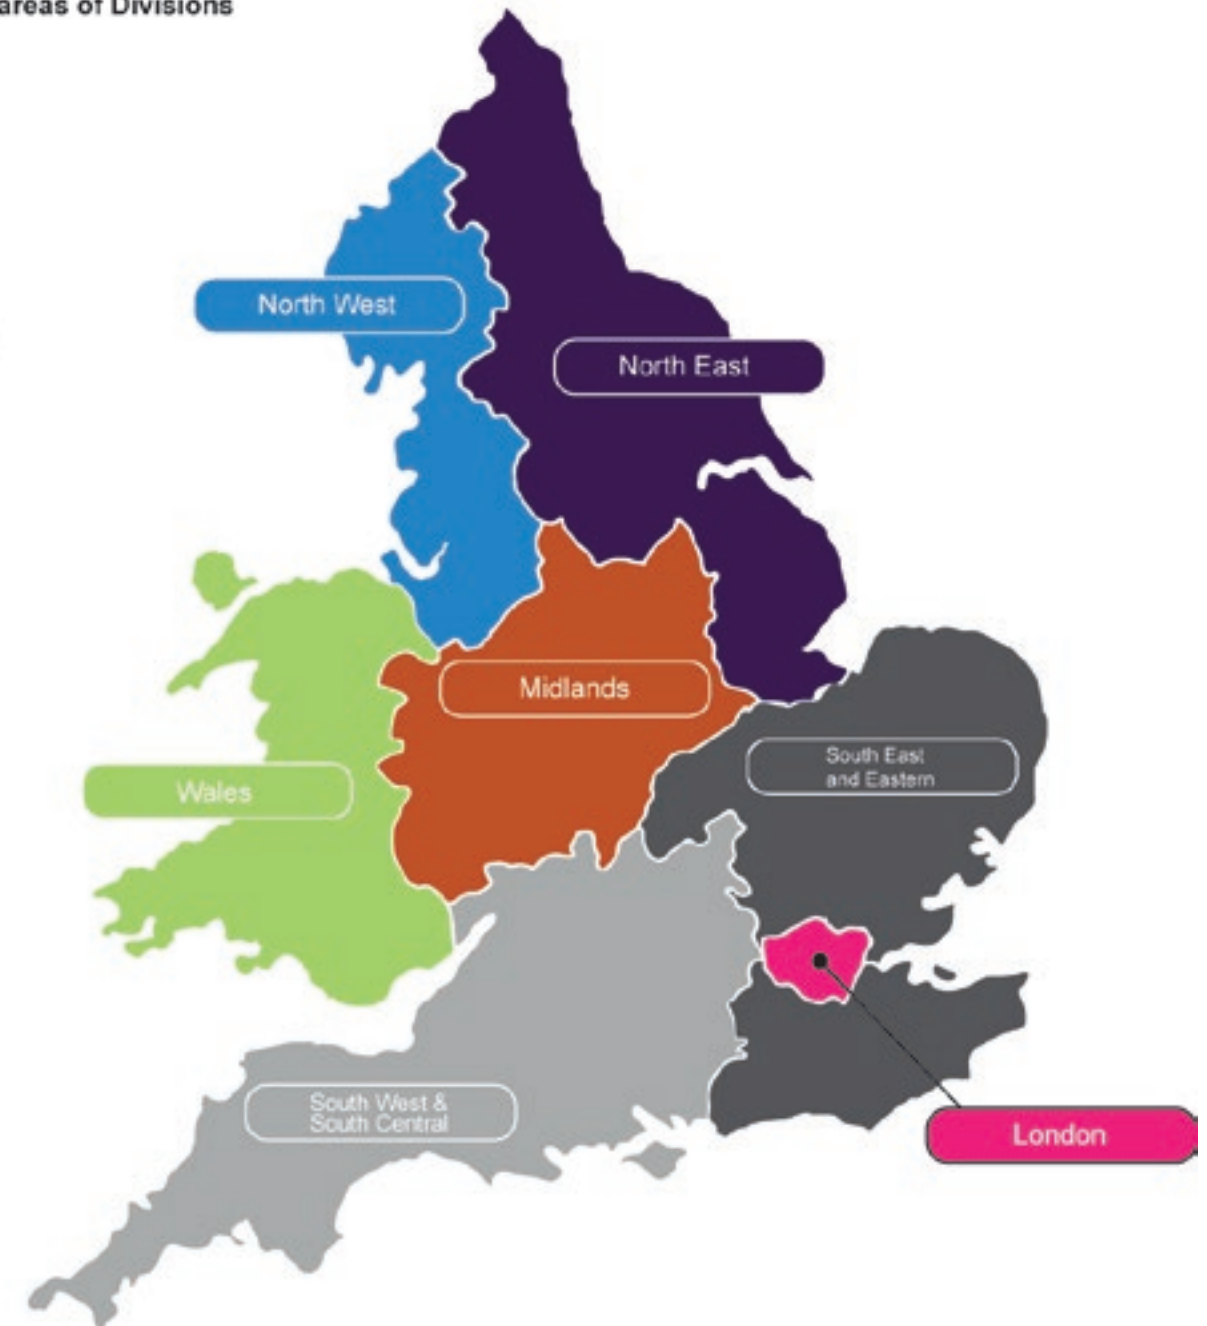 areas of Divisions
North West
North East
Midlands
South East
and Eastern
Wales
South West &
South Central
London